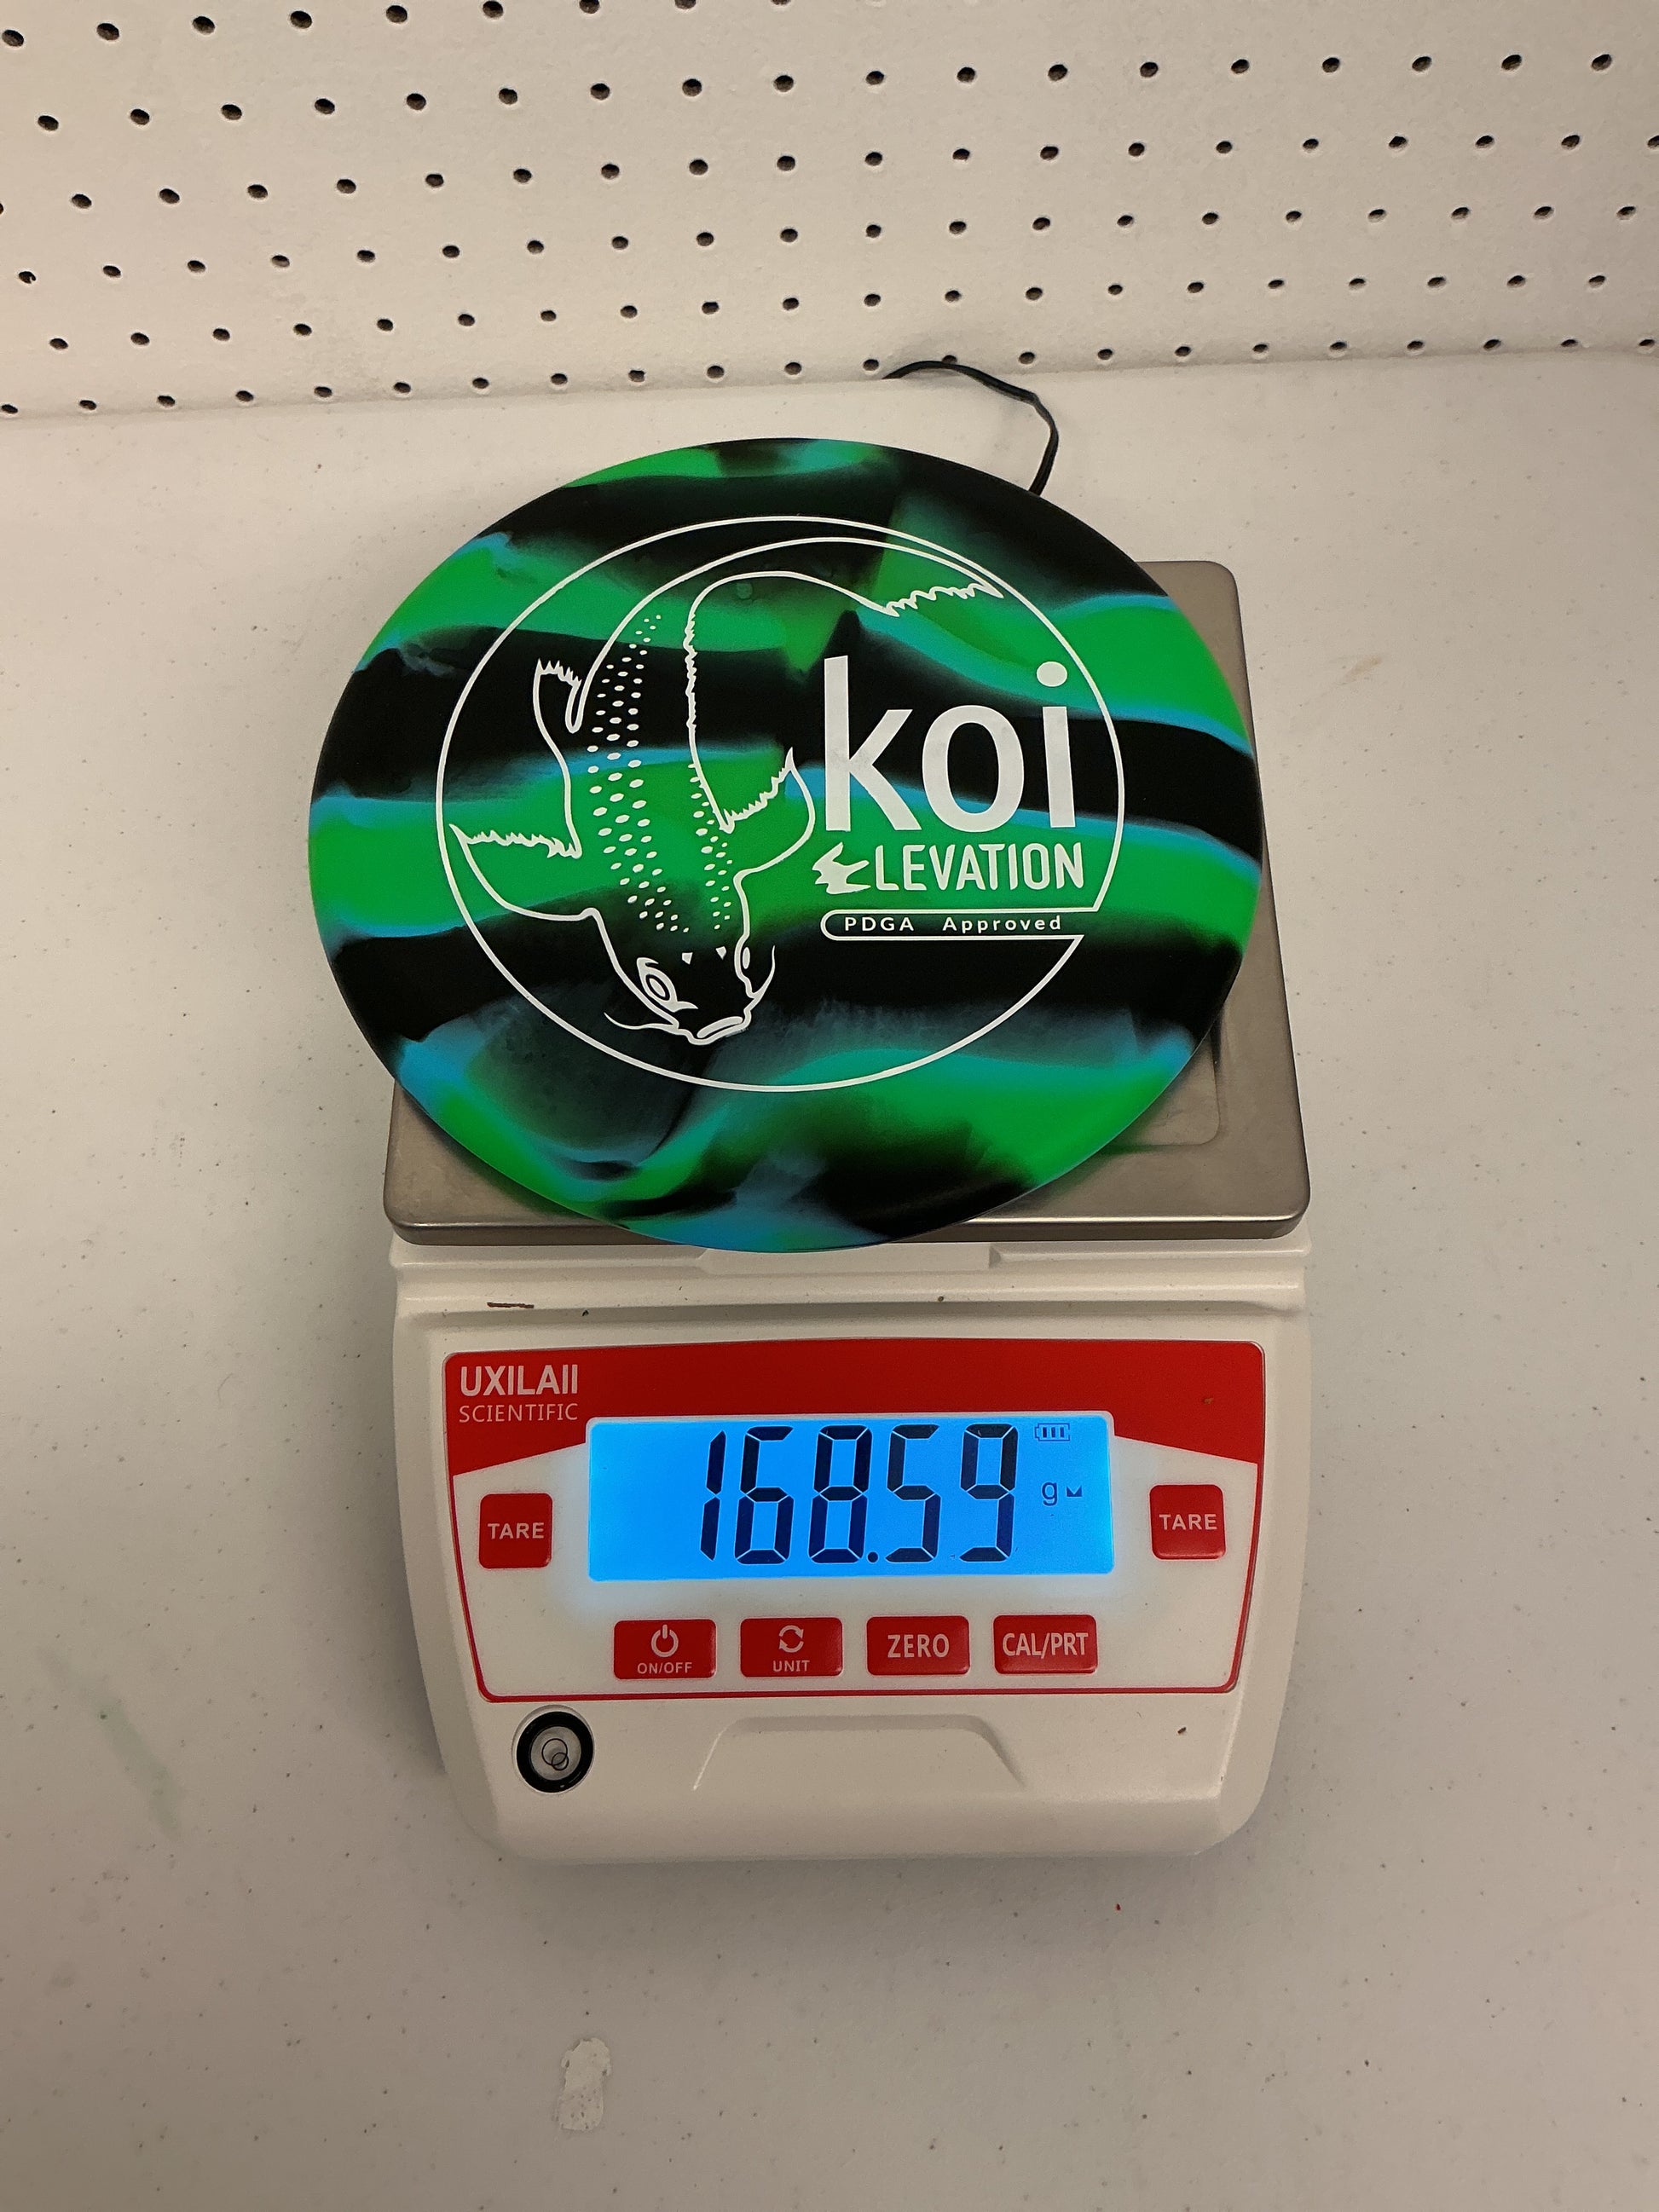 koi
ELEVATION
PDGA Approved
UXILAII
SCIENTIFIC
168.59
g
TARE
TARE
ON/OFF
UNIT
ZERO
CAL/PRT